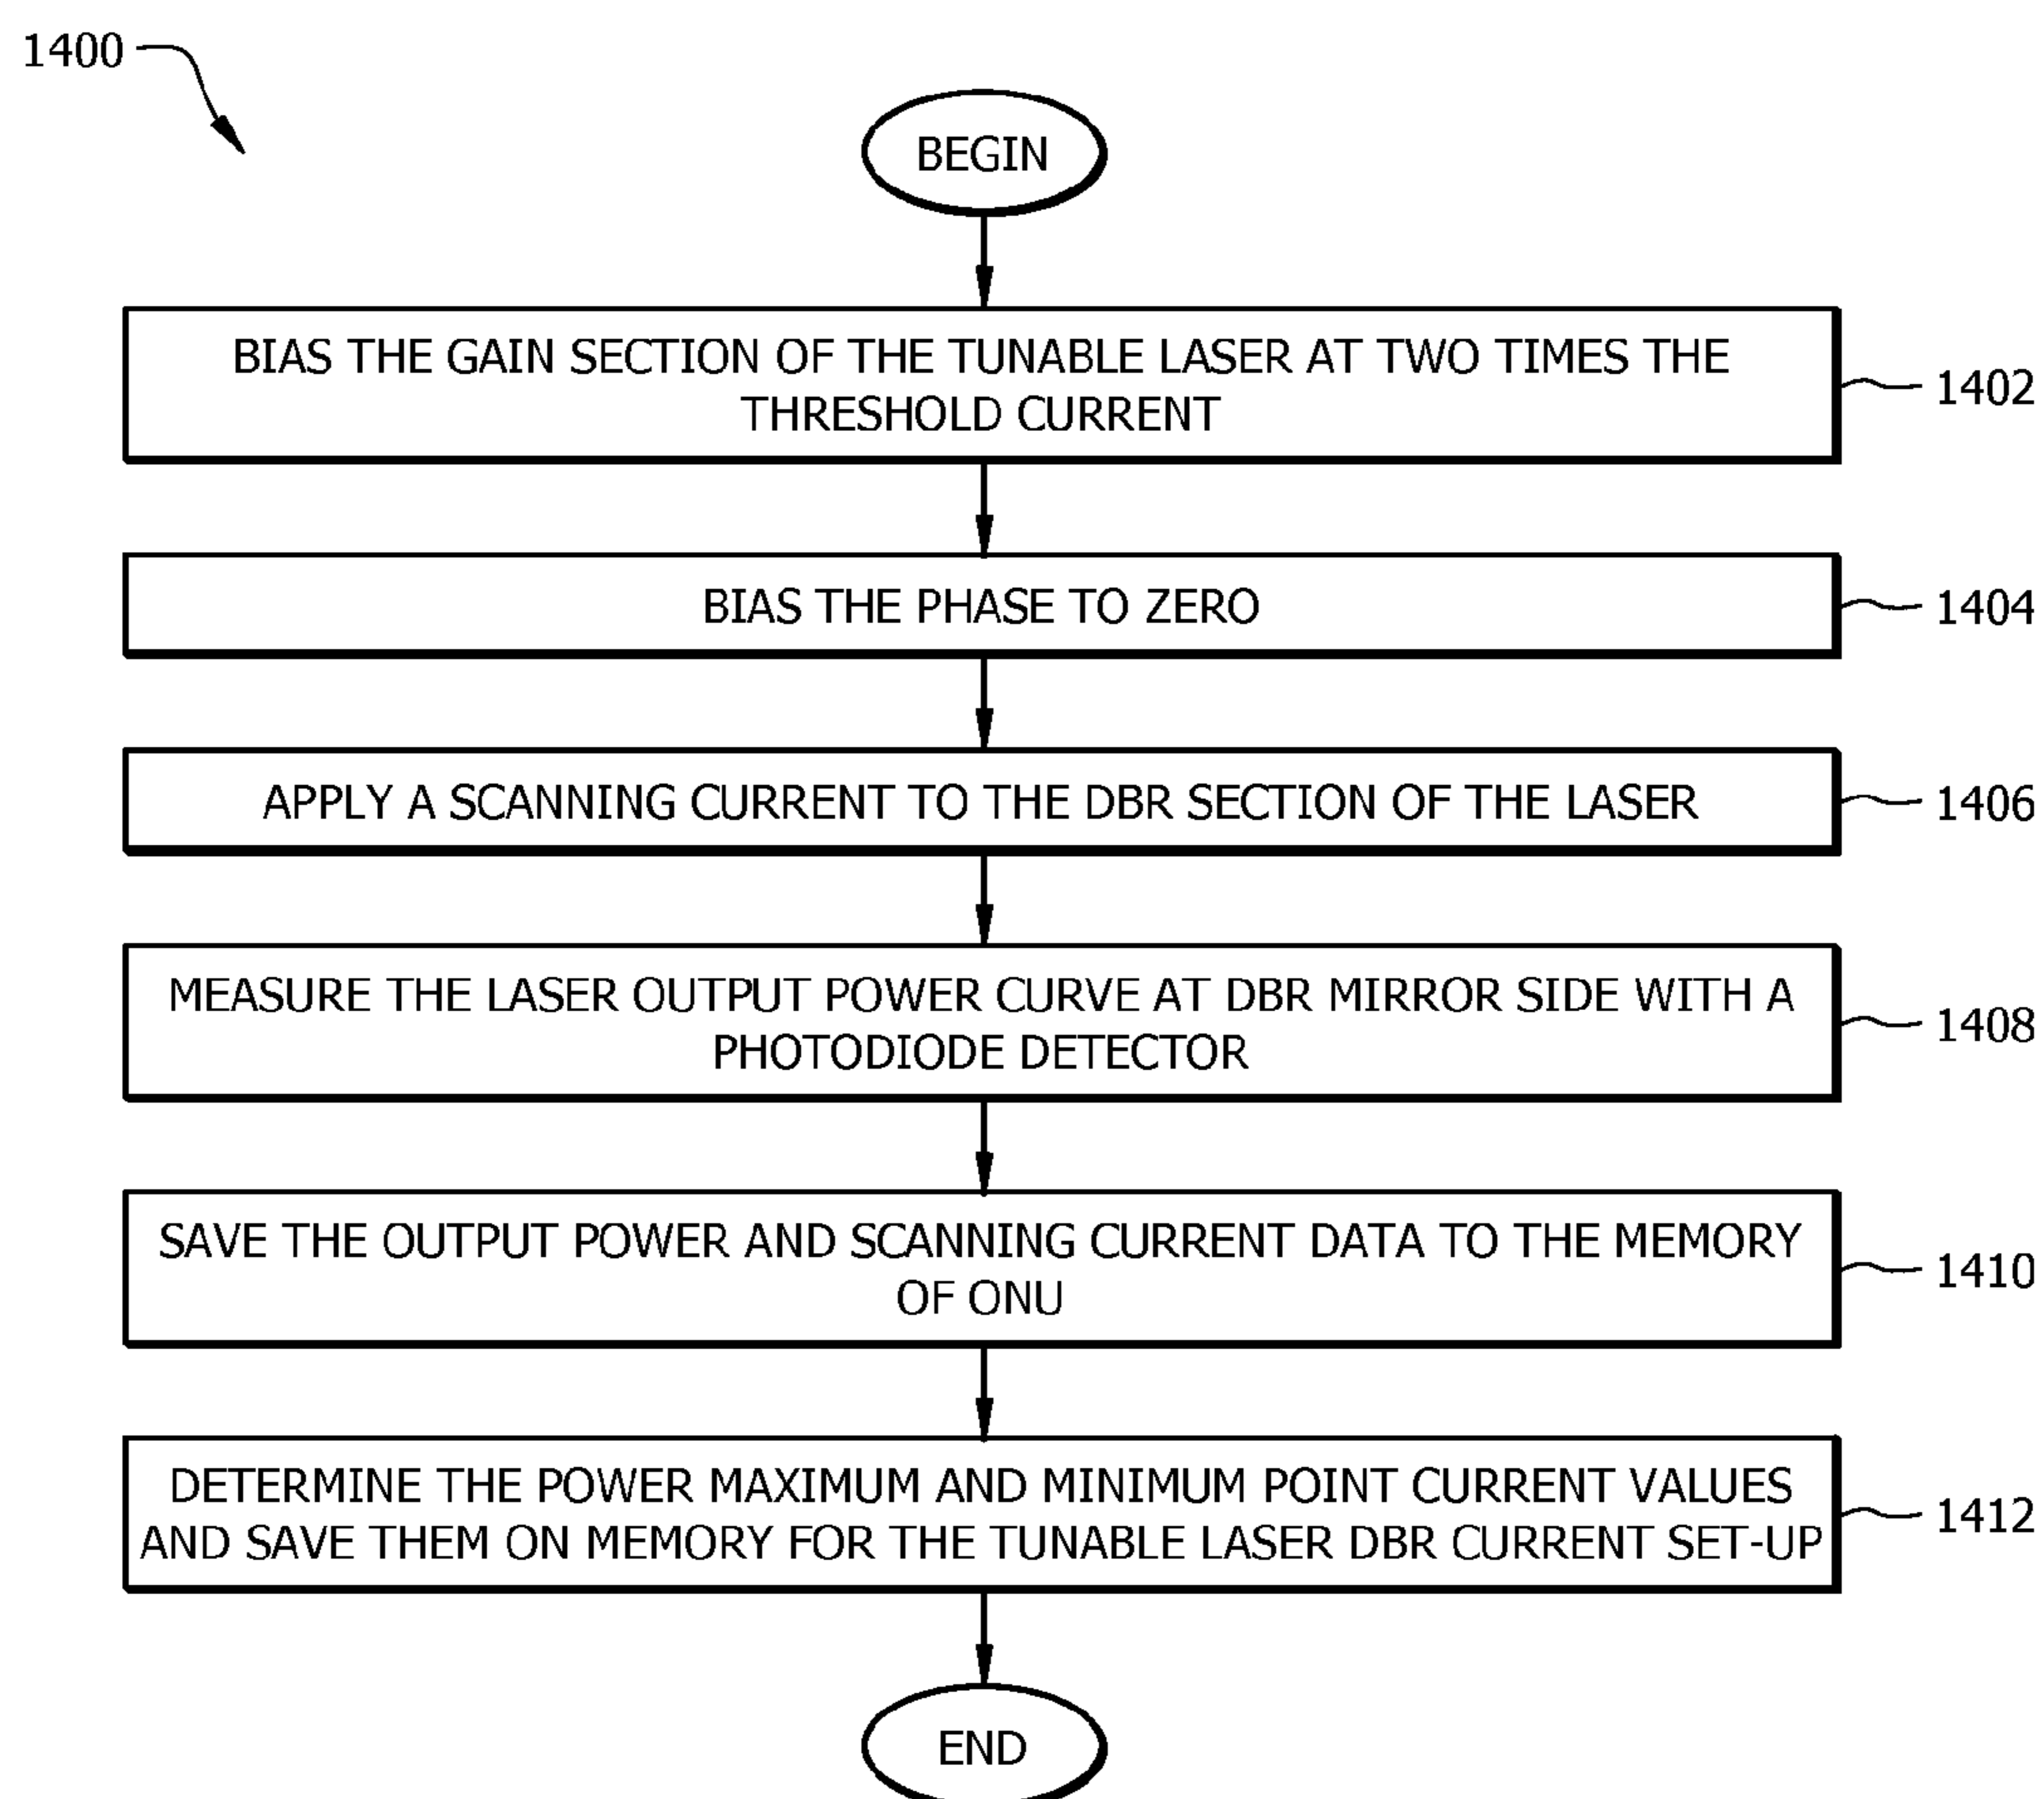 1400
BEGIN
BIAS THE GAIN SECTION OF THE TUNABLE LASER AT TWO TIMES THE
THRESHOLD CURRENT
1402
BIAS THE PHASE TO ZERO
1404
APPLY A SCANNING CURRENT TO THE DBR SECTION OF THE LASER
1406
MEASURE THE LASER OUTPUT POWER CURVE AT DBR MIRROR SIDE WITH A
PHOTODIODE DETECTOR
1408
SAVE THE OUTPUT POWER AND SCANNING CURRENT DATA TO THE MEMORY
OF ONU
1410
DETERMINE THE POWER MAXIMUM AND MINIMUM POINT CURRENT VALUES
AND SAVE THEM ON MEMORY FOR THE TUNABLE LASER DBR CURRENT SET-UP
1412
END